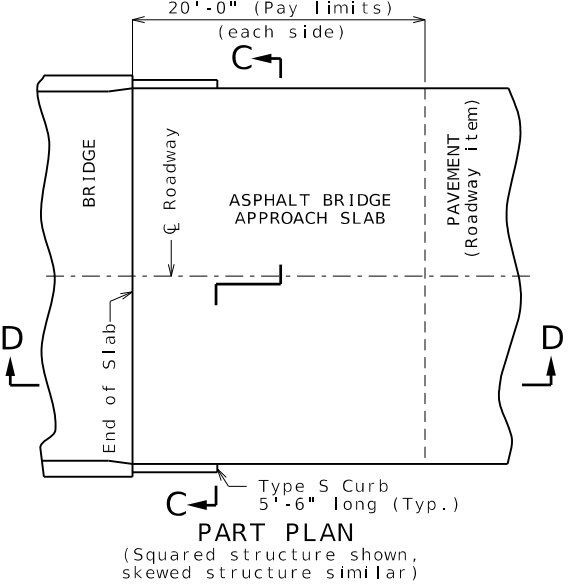 20'-0" (Pay limits)
(each side)
C
BRIDGE
℄ Roadway
ASPHALT BRIDGE
APPROACH SLAB
PAVEMENT
(Roadway item)
End of Slab
D
D
Type S Curb
5'-6" long (Typ.)
C
PART PLAN
(Squared structure shown,
skewed structure similar)